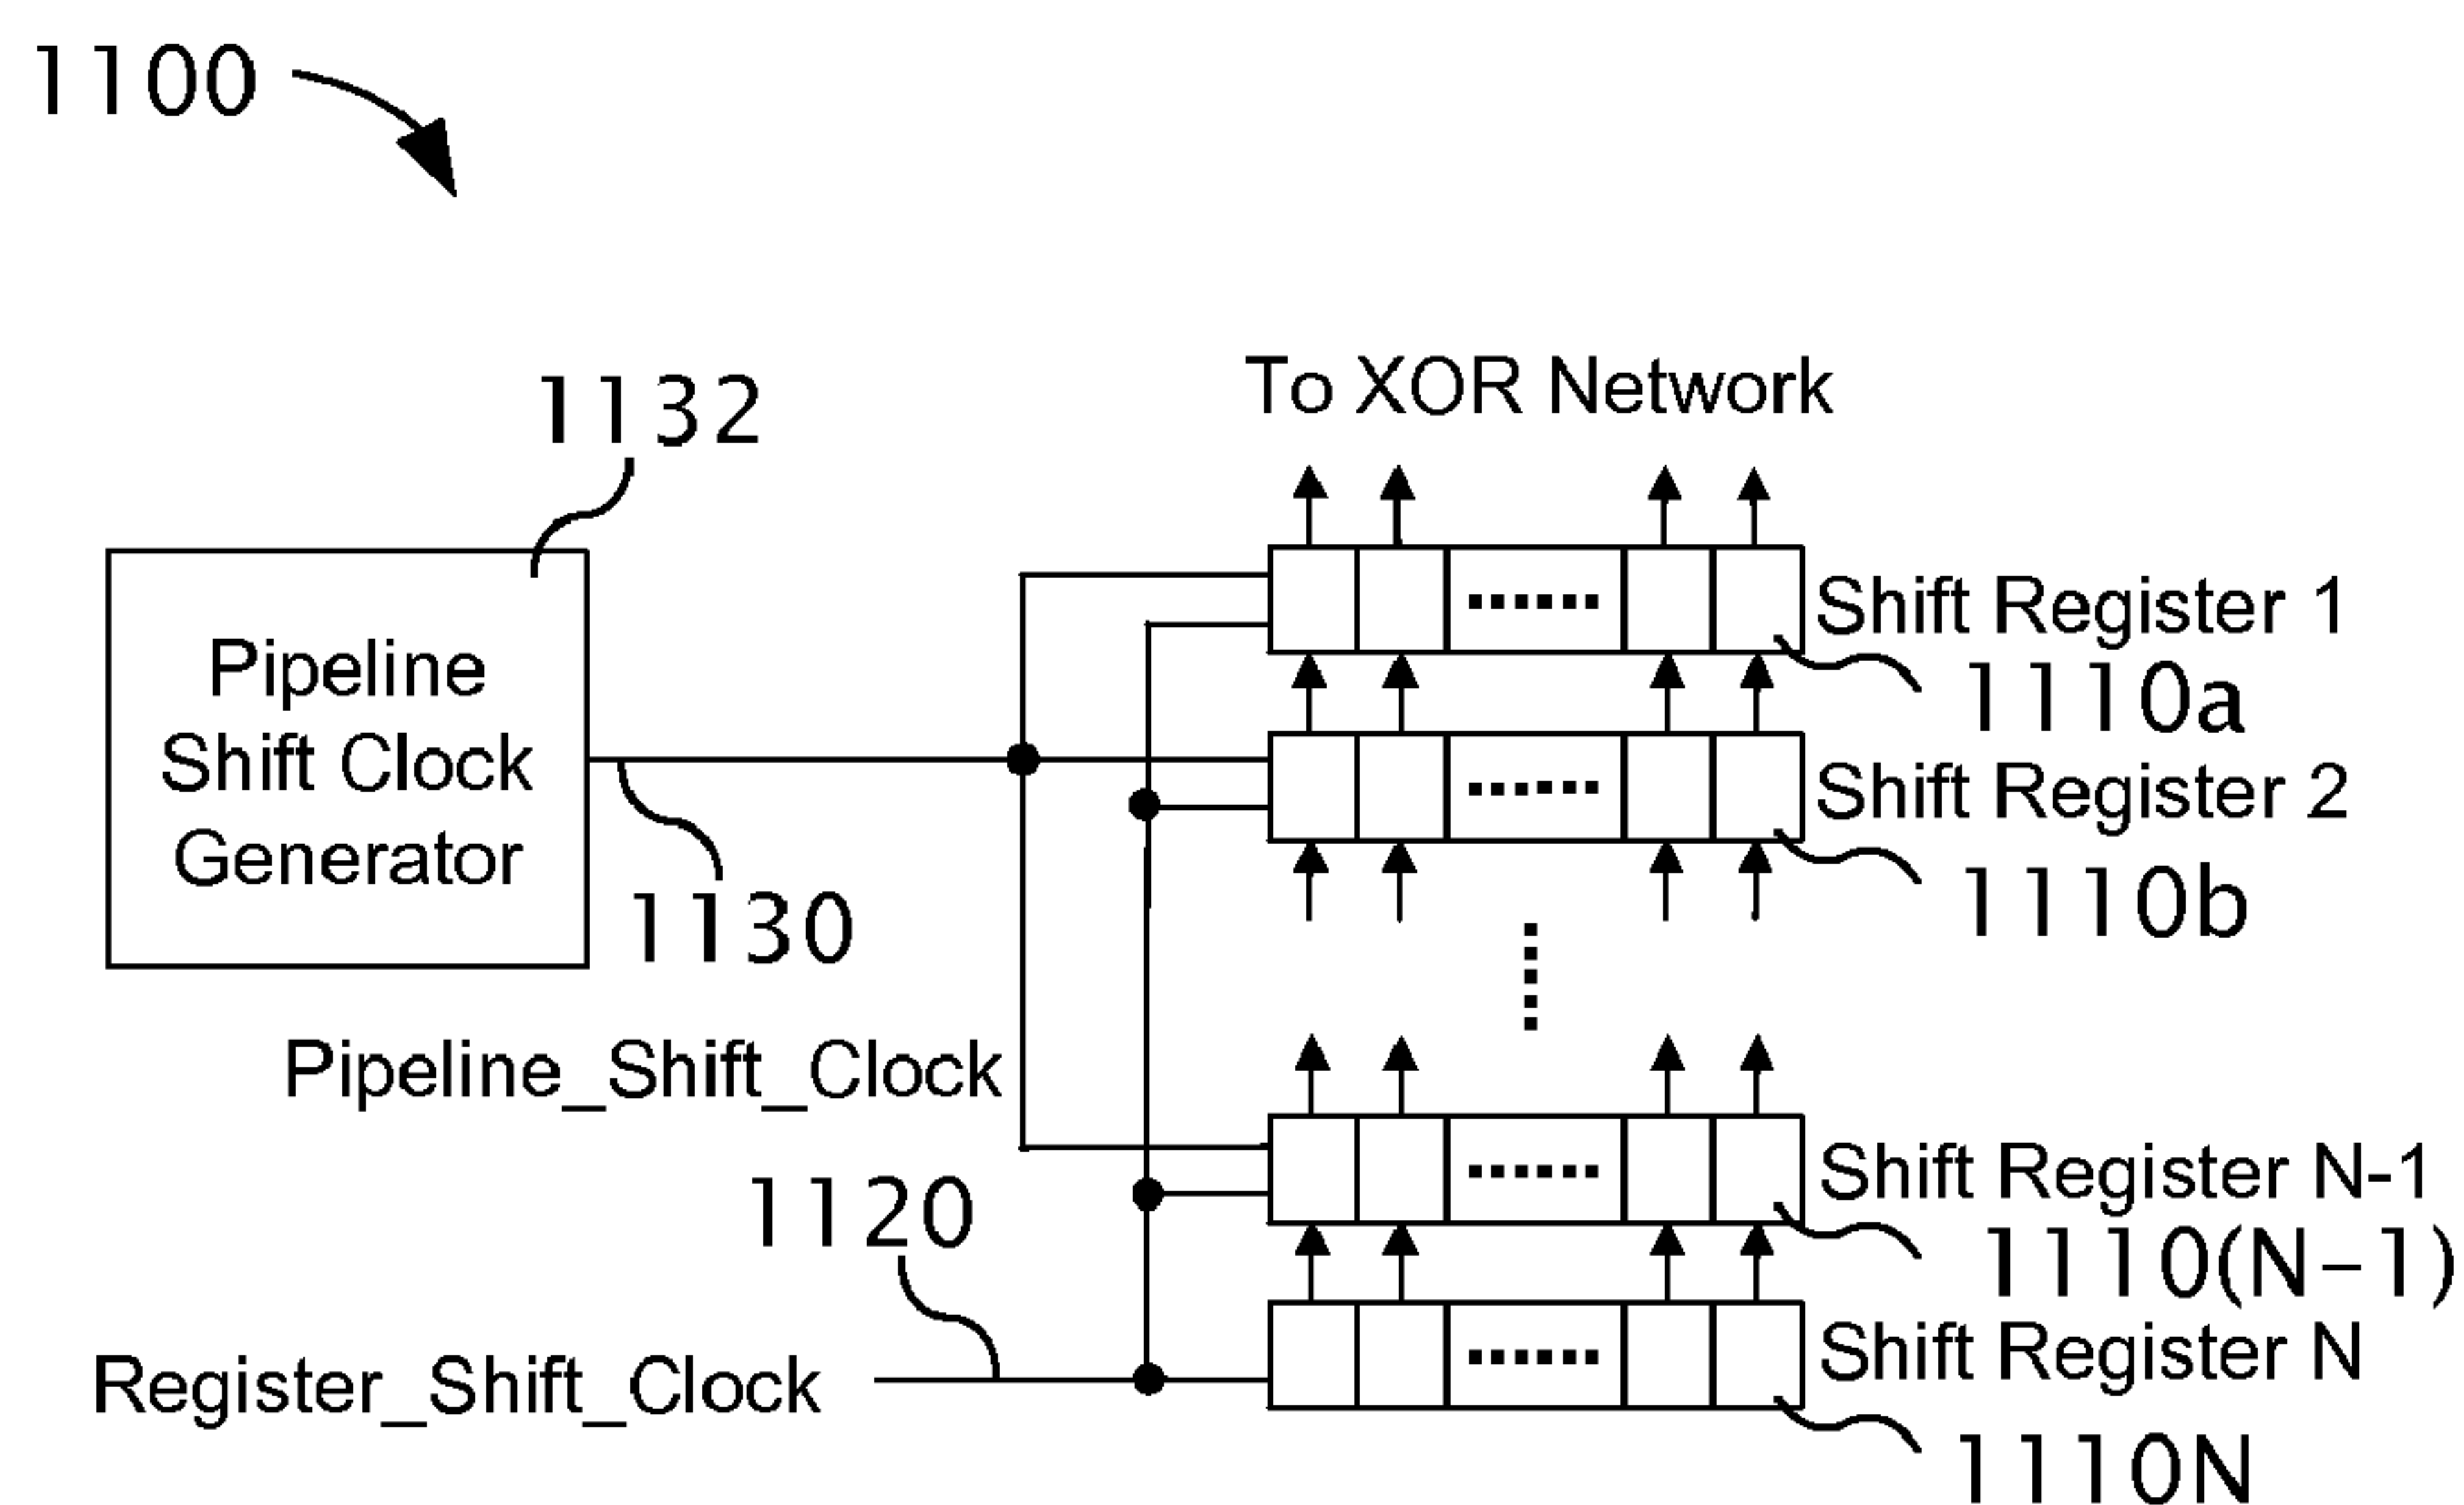 1100
To XOR Network
1132
Pipeline
Shift Clock
Generator
1130
Shift Register 1
1110a
Shift Register 2
1110b
Pipeline_Shift_Clock
Shift Register N-1
1110(N-1)
1120
Register_Shift_Clock
Shift Register N
1110N